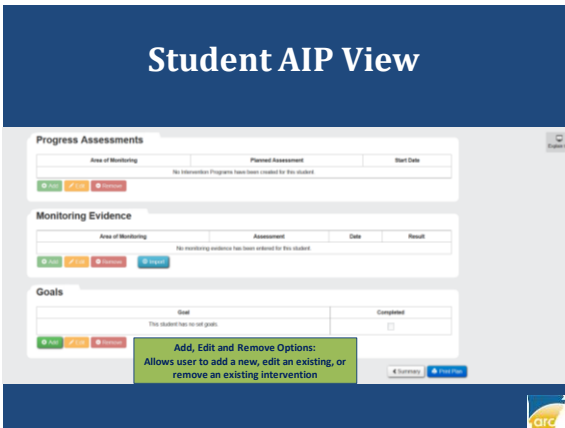 Student AIP View
Progress Assessments
Area of Monitoring Planned Assessment Start Date
No Intervention Programs have been created for this student.
Add Edit Remove
Monitoring Evidence
Area of Monitoring Assessment Date Result
No monitoring evidence has been entered for this student.
Add Edit Remove Import
Goals
Goal Completed
This student has no set goals.
Add Edit Remove
Add, Edit and Remove Options:
Allows user to add a new, edit an existing, or
remove an existing intervention
Summary Print Plan
arc